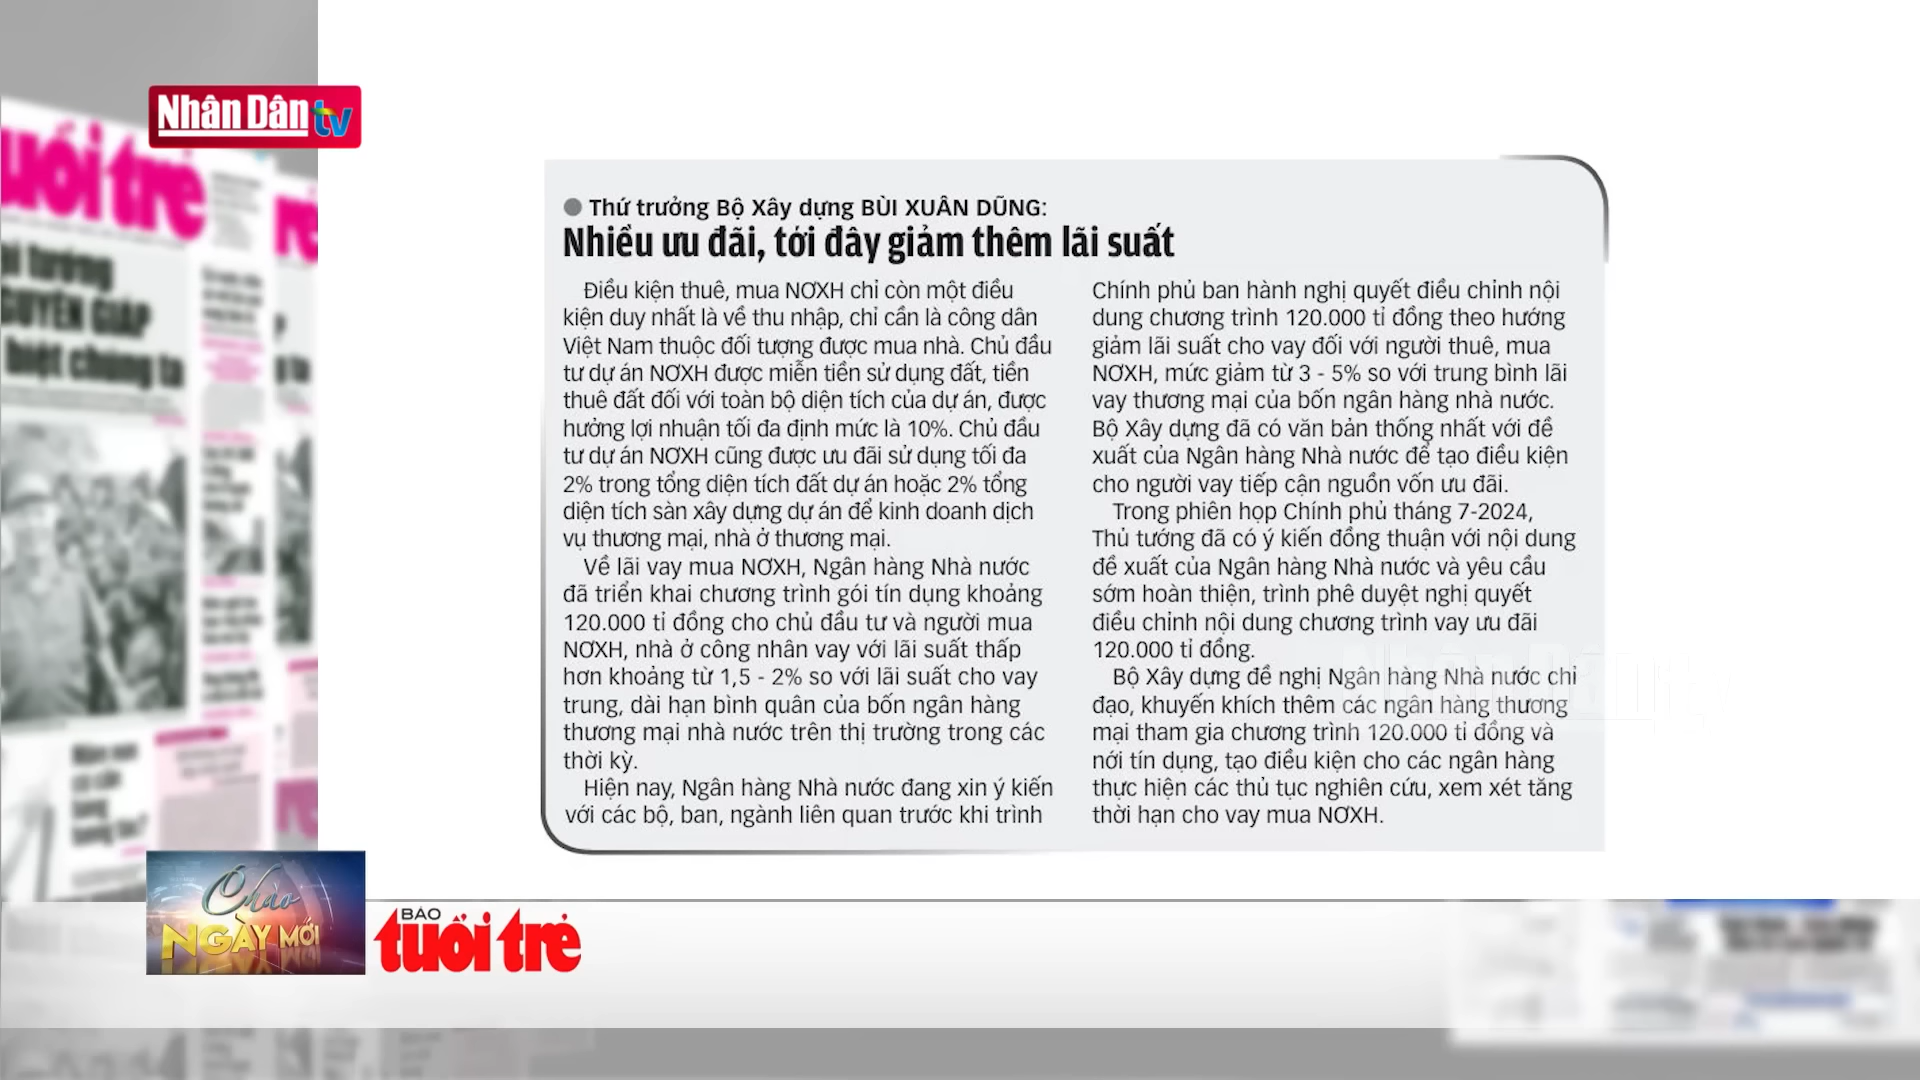 Nhân Dân tv
tuổi trẻ
biệt chúng ta
● Thứ trưởng Bộ Xây dựng BÙI XUÂN DŨNG:
Nhiều ưu đãi, tới đây giảm thêm lãi suất
Điều kiện thuê, mua NƠXH chỉ còn một điều
kiện duy nhất là về thu nhập, chỉ cần là công dân
Việt Nam thuộc đối tượng được mua nhà. Chủ đầu
tư dự án NƠXH được miễn tiền sử dụng đất, tiền
thuê đất đối với toàn bộ diện tích của dự án, được
hưởng lợi nhuận tối đa định mức là 10%. Chủ đầu
tư dự án NƠXH cũng được ưu đãi sử dụng tối đa
2% trong tổng diện tích đất dự án hoặc 2% tổng
diện tích sàn xây dựng dự án để kinh doanh dịch
vụ thương mại, nhà ở thương mại.
Về lãi vay mua NƠXH, Ngân hàng Nhà nước
đã triển khai chương trình gói tín dụng khoảng
120.000 tỉ đồng cho chủ đầu tư và người mua
NƠXH, nhà ở công nhân vay với lãi suất thấp
hơn khoảng từ 1,5 - 2% so với lãi suất cho vay
trung, dài hạn bình quân của bốn ngân hàng
thương mại nhà nước trên thị trường trong các
thời kỳ.
Hiện nay, Ngân hàng Nhà nước đang xin ý kiến
với các bộ, ban, ngành liên quan trước khi trình
Chính phủ ban hành nghị quyết điều chỉnh nội
dung chương trình 120.000 tỉ đồng theo hướng
giảm lãi suất cho vay đối với người thuê, mua
NƠXH, mức giảm từ 3 - 5% so với trung bình lãi
vay thương mại của bốn ngân hàng nhà nước.
Bộ Xây dựng đã có văn bản thống nhất với đề
xuất của Ngân hàng Nhà nước để tạo điều kiện
cho người vay tiếp cận nguồn vốn ưu đãi.
Trong phiên họp Chính phủ tháng 7-2024,
Thủ tướng đã có ý kiến đồng thuận với nội dung
đề xuất của Ngân hàng Nhà nước và yêu cầu
sớm hoàn thiện, trình phê duyệt nghị quyết
điều chỉnh nội dung chương trình vay ưu đãi
120.000 tỉ đồng.
Bộ Xây dựng đề nghị Ngân hàng Nhà nước chỉ
đạo, khuyến khích thêm các ngân hàng thương
mại tham gia chương trình 120.000 tỉ đồng và
nới tín dụng, tạo điều kiện cho các ngân hàng
thực hiện các thủ tục nghiên cứu, xem xét tăng
thời hạn cho vay mua NƠXH.
Nhân Dân tv
Chào
NGÀY MỚI
BÁO
tuổi trẻ